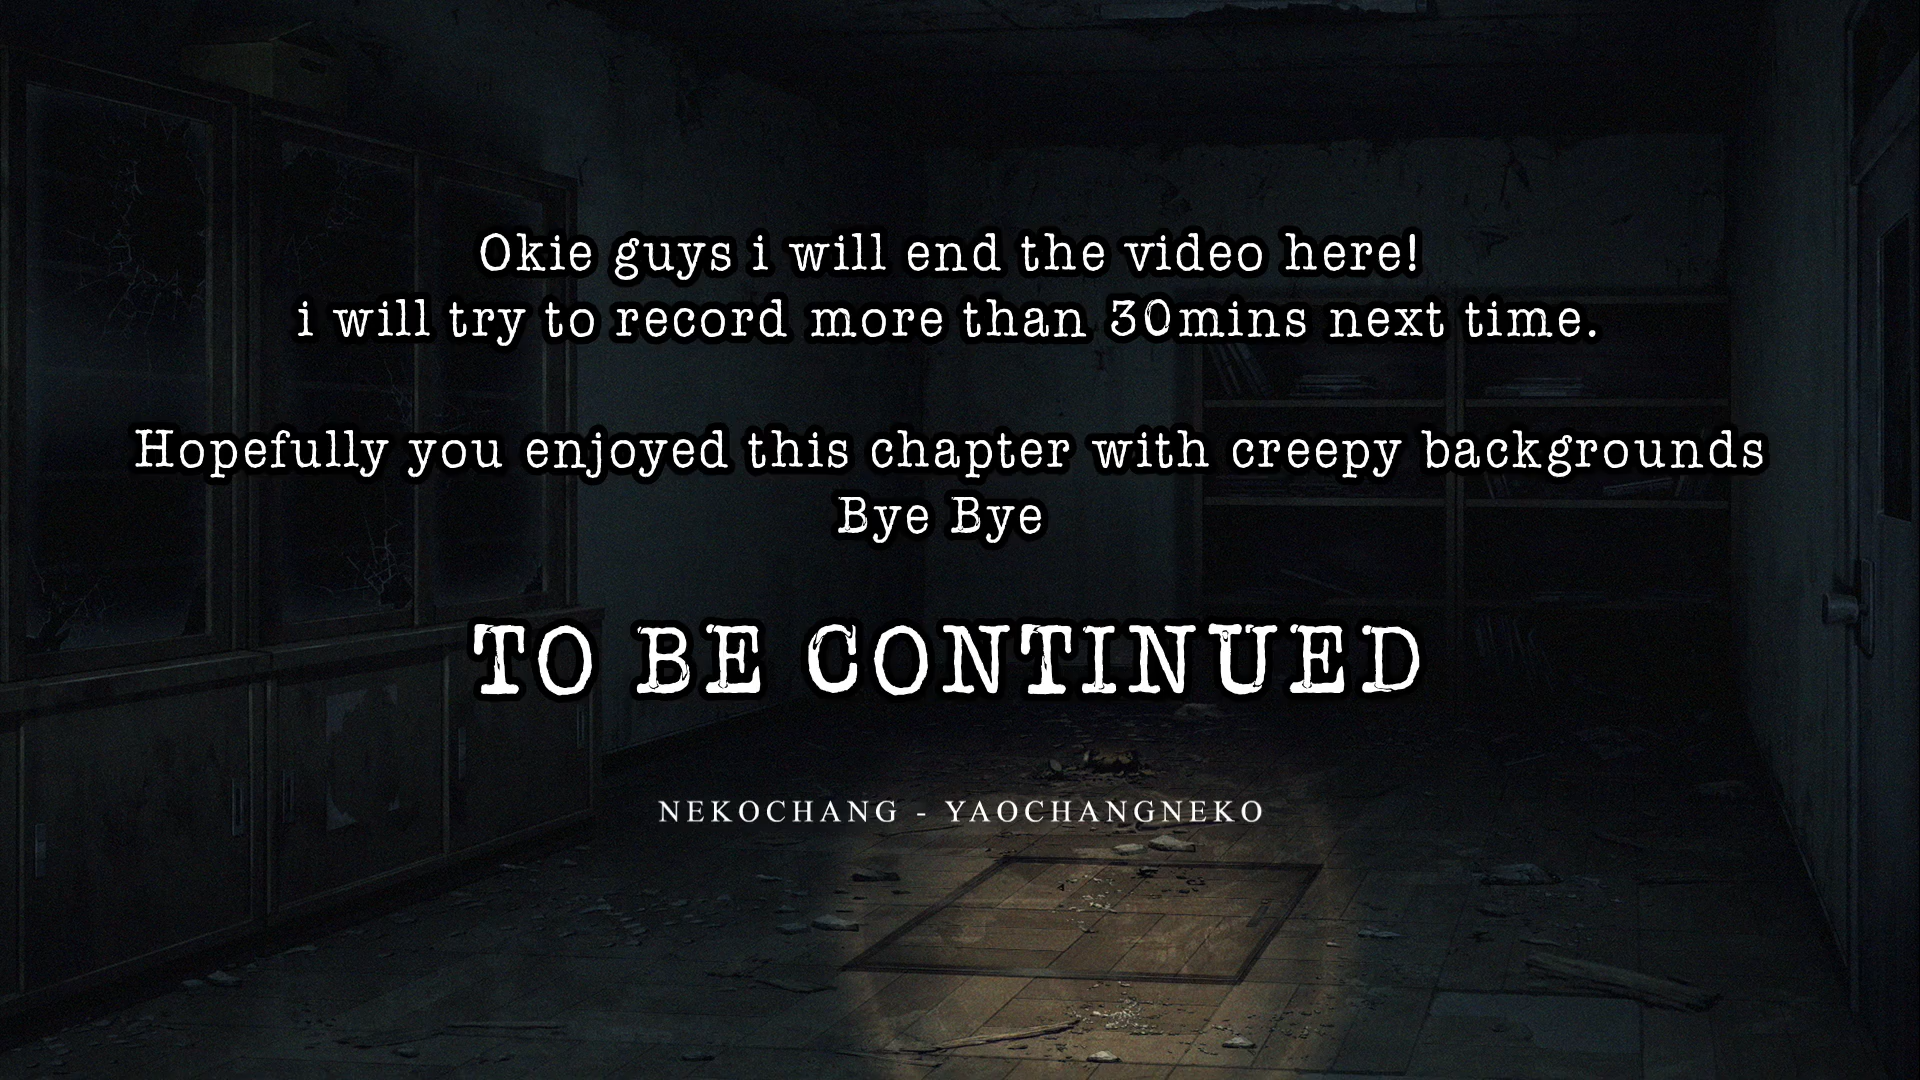 Okie guys i will end the video here!
i will try to record more than 30mins next time.
Hopefully you enjoyed this chapter with creepy backgrounds
Bye Bye
TO BE CONTINUED
NEKOCHANG - YAOCHANGNEKO